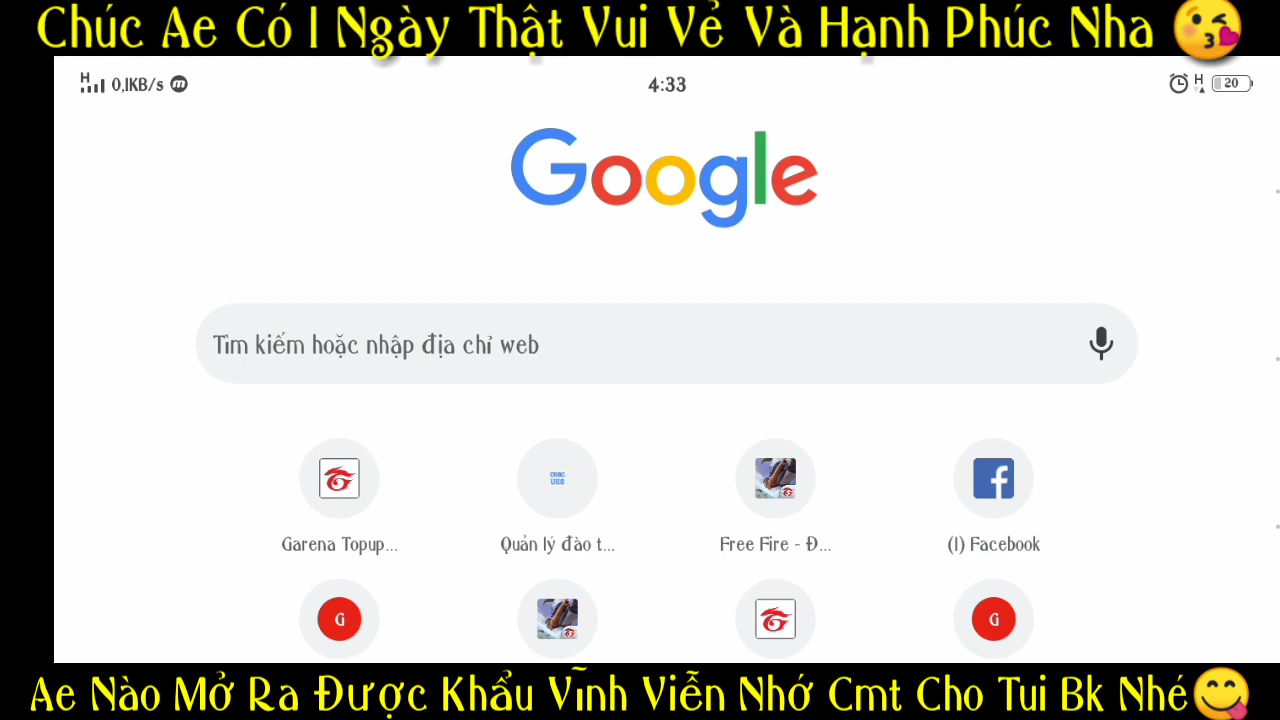 Chúc Ae Có 1 Ngày Thật Vui Vẻ Và Hạnh Phúc Nha 😘
H 0,1KB/s m 4:33 H 20
Google
Tìm kiếm hoặc nhập địa chỉ web
CUSC UUS
Garena Topup... Quản lý đào t... Free Fire - Đ... (1) Facebook
G G
Ae Nào Mở Ra Được Khẩu Vĩnh Viễn Nhớ Cmt Cho Tui Bk Nhé😋